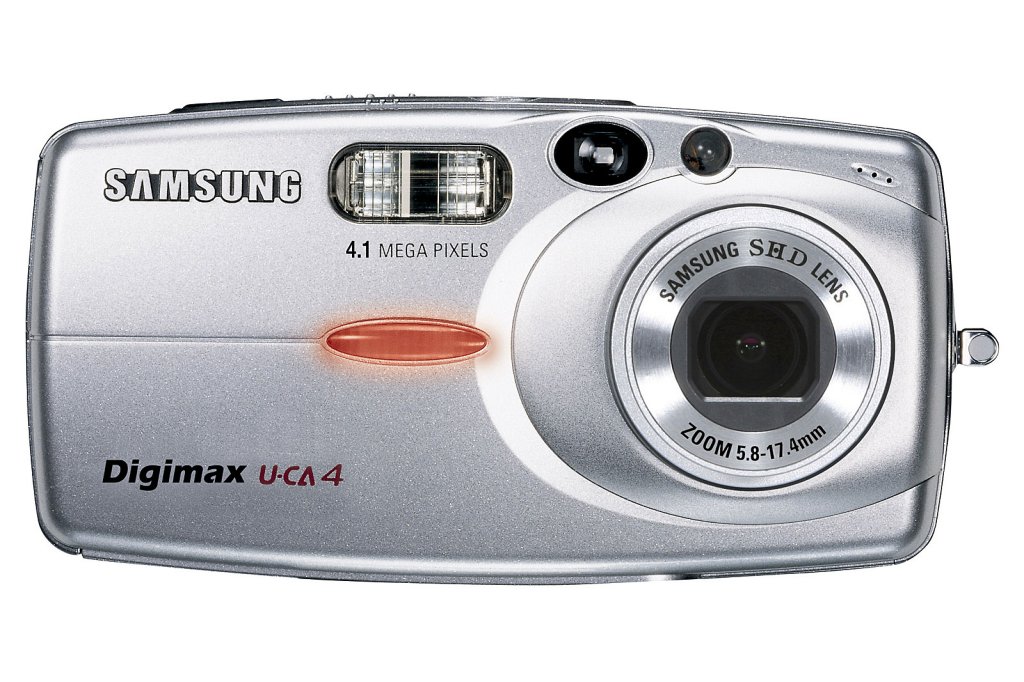 SAMSUNG
4.1 MEGA PIXELS
SAMSUNG SHD LENS
ZOOM 5.8-17.4mm
Digimax U-CA 4